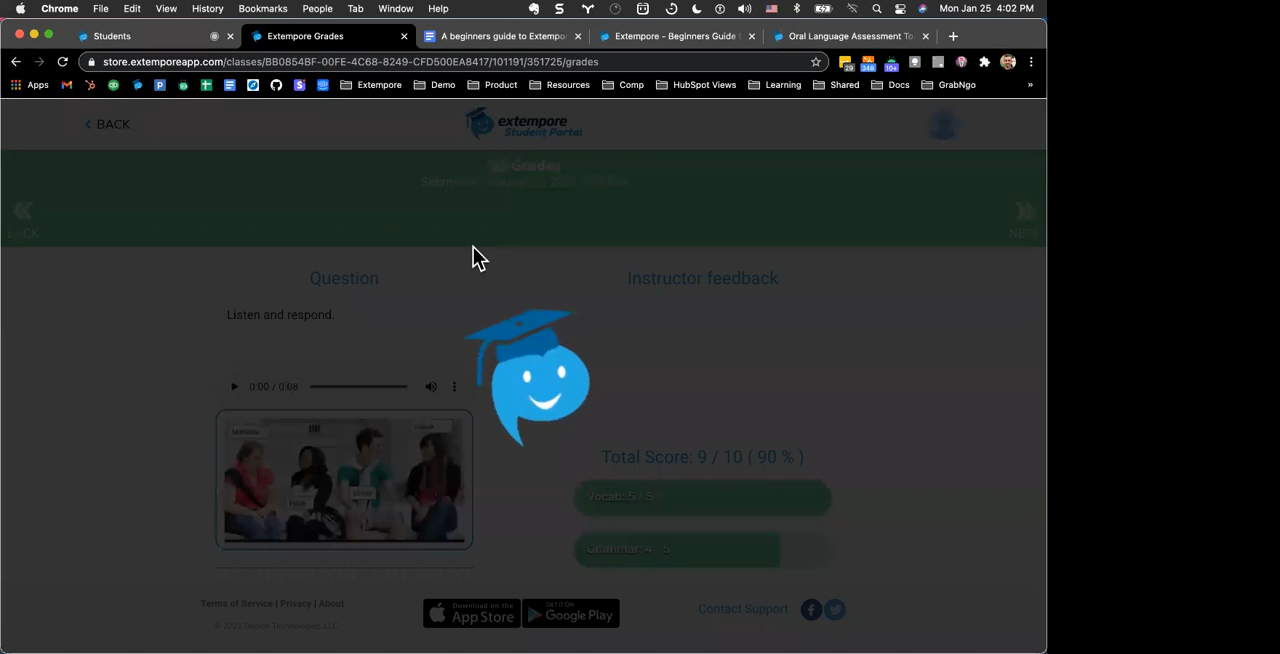 Chrome File Edit View History Bookmarks People Tab Window Help Mon Jan 25 4:02 PM
Students Extempore Grades A beginners guide to Extempo Extempore - Beginners Guide Oral Language Assessment To
store.extemporeapp.com/classes/BB0854BF-00FE-4C68-8249-CFD500EA8417/101191/351725/grades
29 10+
Apps Extempore Demo Product Resources Comp HubSpot Views Learning Shared Docs GrabNgo »
BACK extempore
Student Portal
Grades
BACK NEXT
Question Instructor feedback
Listen and respond.
0:00 / 0:08
Total Score: 9 / 10 ( 90 % )
Vocab: 5 / 5
Grammar: 4 / 5
Terms of Service | Privacy | About
Download on the
App Store
GET IT ON
Google Play
Contact Support